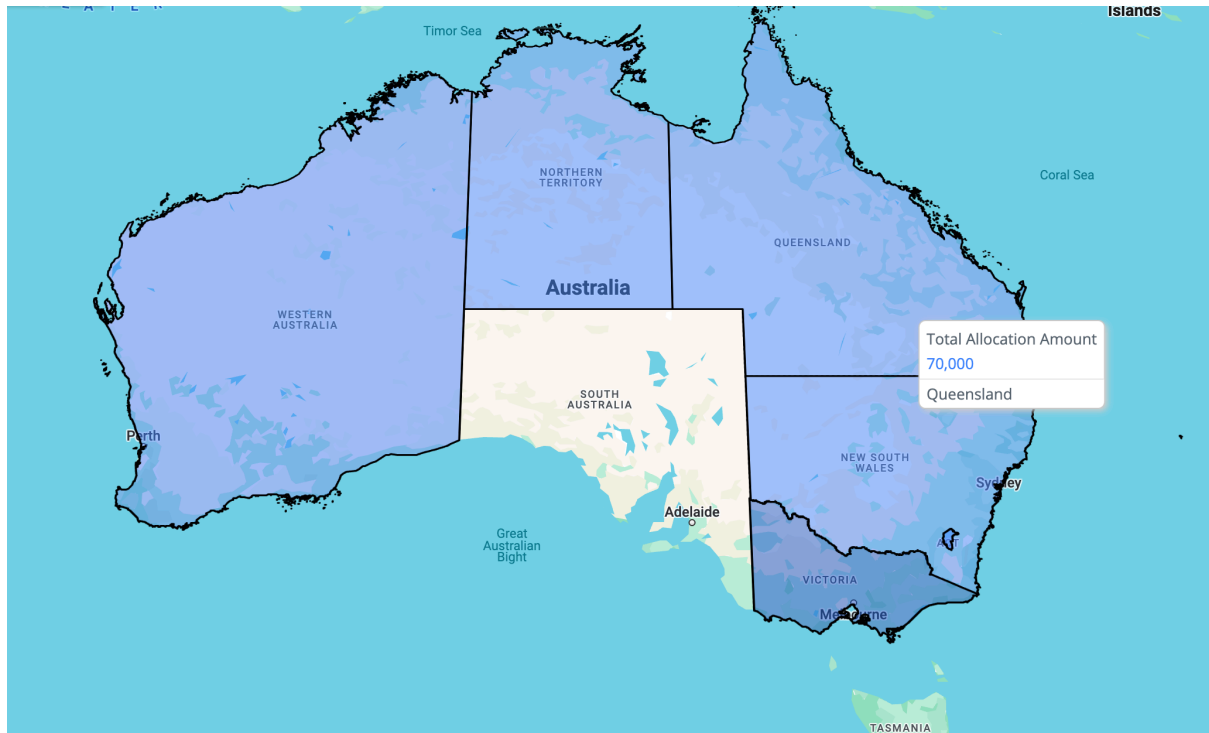 Islands
Timor Sea
Coral Sea
NORTHERN
TERRITORY
QUEENSLAND
Australia
WESTERN
AUSTRALIA
Total Allocation Amount
70,000
Queensland
SOUTH
AUSTRALIA
Perth
NEW SOUTH
WALES
Sydney
Adelaide
Great
Australian
Bight
ACT
VICTORIA
Melbourne
TASMANIA